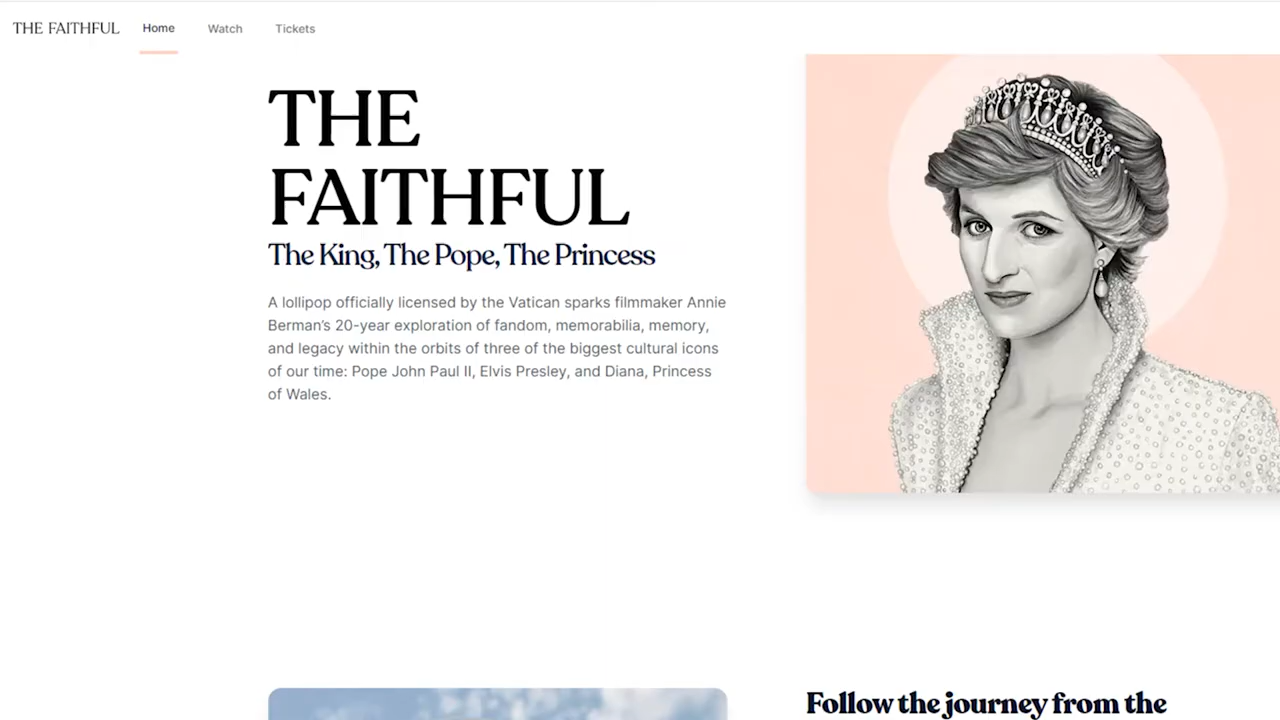 THE FAITHFUL
Home
Watch
Tickets
THE
FAITHFUL
The King, The Pope, The Princess
A lollipop officially licensed by the Vatican sparks filmmaker Annie
Berman's 20-year exploration of fandom, memorabilia, memory,
and legacy within the orbits of three of the biggest cultural icons
of our time: Pope John Paul II, Elvis Presley, and Diana, Princess
of Wales.
Follow the journey from the